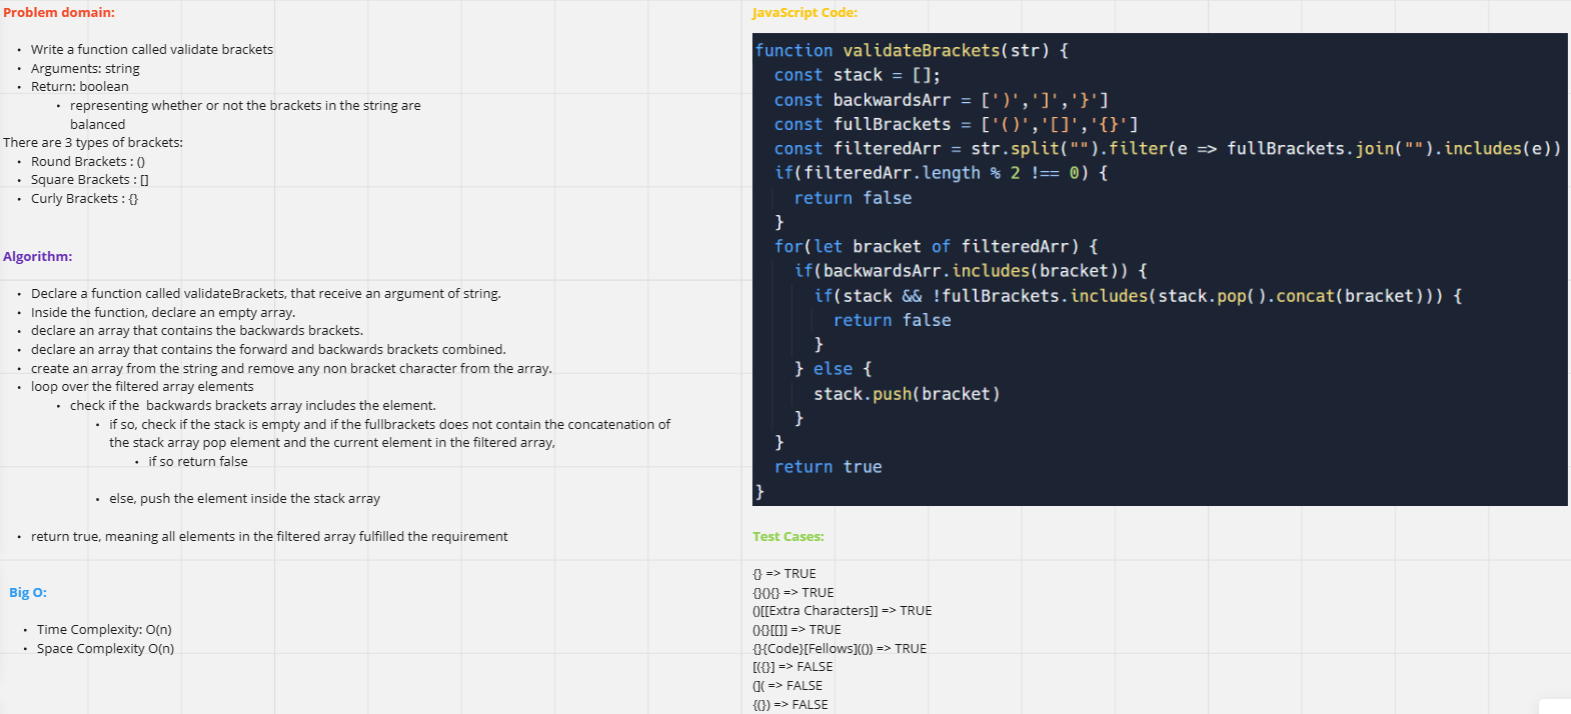 Problem domain:
• Write a function called validate brackets
• Arguments: string
• Return: boolean
• representing whether or not the brackets in the string are
balanced
There are 3 types of brackets:
• Round Brackets : ()
• Square Brackets : []
• Curly Brackets : {}
Algorithm:
• Declare a function called validateBrackets, that receive an argument of string.
• Inside the function, declare an empty array.
• declare an array that contains the backwards brackets.
• declare an array that contains the forward and backwards brackets combined.
• create an array from the string and remove any non bracket character from the array.
• loop over the filtered array elements
• check if the  backwards brackets array includes the element.
• if so, check if the stack is empty and if the fullbrackets does not contain the concatenation of
the stack array pop element and the current element in the filtered array,
• if so return false
• else, push the element inside the stack array
• return true, meaning all elements in the filtered array fulfilled the requirement
Big O:
• Time Complexity: O(n)
• Space Complexity O(n)
JavaScript Code:
function validateBrackets(str) {
  const stack = [];
  const backwardsArr = [')',']','}']
  const fullBrackets = ['()','[]','{}']
  const filteredArr = str.split("").filter(e => fullBrackets.join("").includes(e))
  if(filteredArr.length % 2 !== 0) {
    return false
  }
  for(let bracket of filteredArr) {
    if(backwardsArr.includes(bracket)) {
      if(stack && !fullBrackets.includes(stack.pop().concat(bracket))) {
        return false
      }
    } else {
      stack.push(bracket)
    }
  }
  return true
}
Test Cases:
{} => TRUE
{}(){} => TRUE
()[[Extra Characters]] => TRUE
(){}[[]] => TRUE
{}{Code}[Fellows](()) => TRUE
[({}] => FALSE
(]( => FALSE
{(}) => FALSE